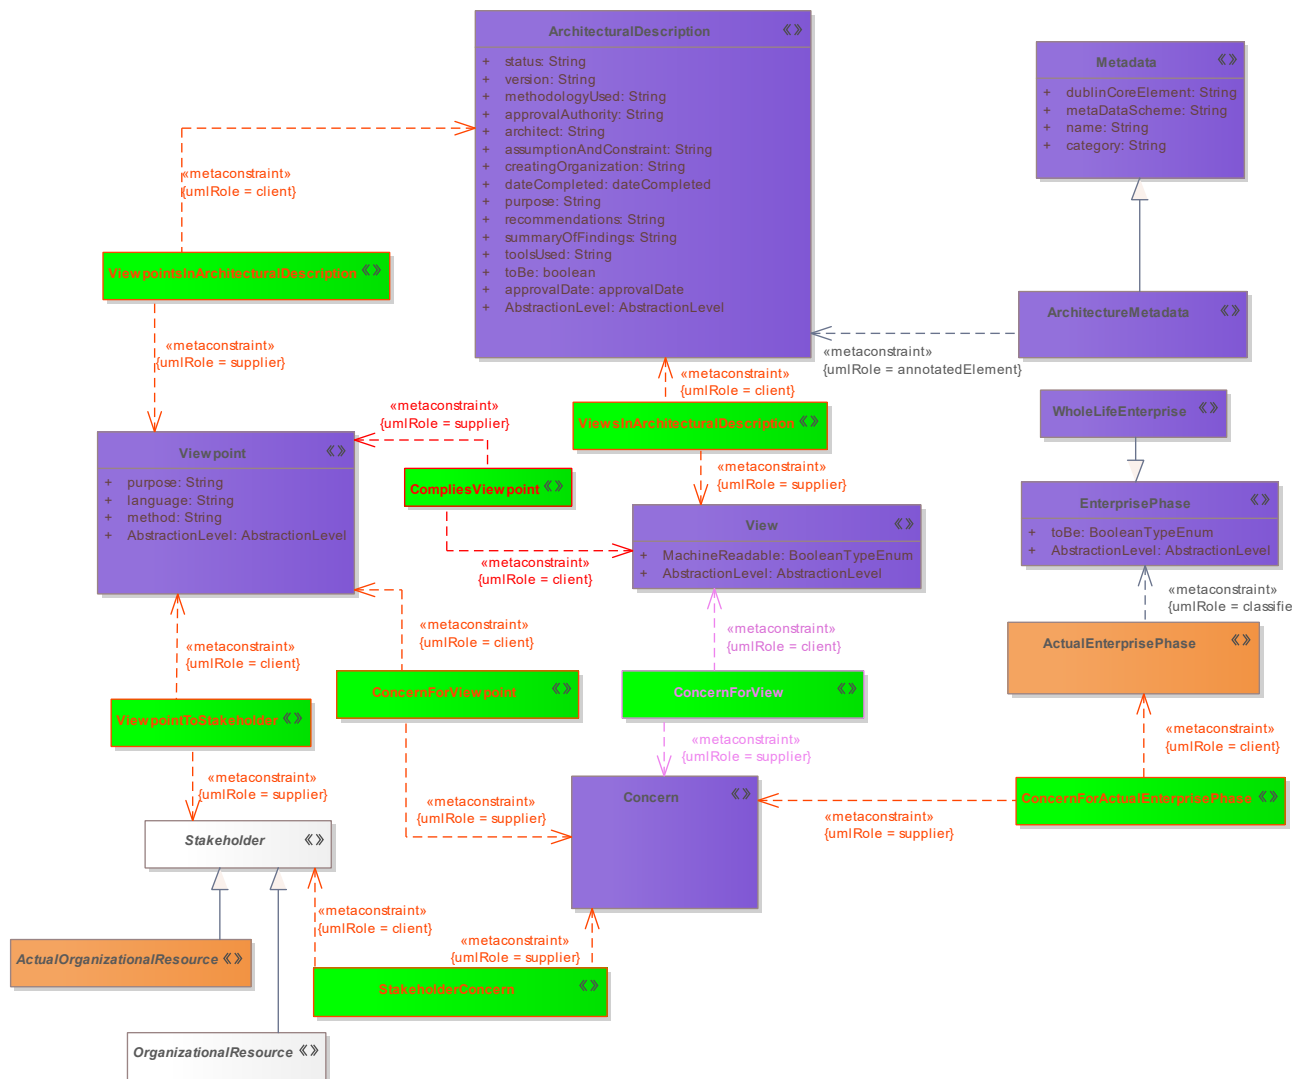 ArchitecturalDescription «»
+ status: String
+ version: String
+ methodologyUsed: String
+ approvalAuthority: String
+ architect: String
+ assumptionAndConstraint: String
+ creatingOrganization: String
+ dateCompleted: dateCompleted
+ purpose: String
+ recommendations: String
+ summaryOfFindings: String
+ toolsUsed: String
+ toBe: boolean
+ approvalDate: approvalDate
+ AbstractionLevel: AbstractionLevel
Metadata «»
+ dublinCoreElement: String
+ metaDataScheme: String
+ name: String
+ category: String
«metaconstraint»
{umlRole = client}
ViewpointsInArchitecturalDescription «»
ArchitectureMetadata «»
«metaconstraint»
{umlRole = supplier}
«metaconstraint»
{umlRole = annotatedElement}
«metaconstraint»
{umlRole = client}
«metaconstraint»
{umlRole = supplier}
ViewsInArchitecturalDescription «»
WholeLifeEnterprise «»
Viewpoint «»
+ purpose: String
+ language: String
+ method: String
+ AbstractionLevel: AbstractionLevel
CompliesViewpoint «»
«metaconstraint»
{umlRole = supplier}
View «»
+ MachineReadable: BooleanTypeEnum
+ AbstractionLevel: AbstractionLevel
EnterprisePhase «»
+ toBe: BooleanTypeEnum
+ AbstractionLevel: AbstractionLevel
«metaconstraint»
{umlRole = client}
«metaconstraint»
{umlRole = classifie
«metaconstraint»
{umlRole = client}
«metaconstraint»
{umlRole = client}
«metaconstraint»
{umlRole = client}
ActualEnterprisePhase «»
ConcernForViewpoint «»
ConcernForView «»
ViewpointToStakeholder «»
«metaconstraint»
{umlRole = supplier}
«metaconstraint»
{umlRole = client}
«metaconstraint»
{umlRole = supplier}
«metaconstraint»
{umlRole = supplier}
Concern «»
ConcernForActualEnterprisePhase «»
«metaconstraint»
{umlRole = supplier}
Stakeholder «»
«metaconstraint»
{umlRole = client}
«metaconstraint»
{umlRole = supplier}
ActualOrganizationalResource «»
StakeholderConcern «»
OrganizationalResource «»